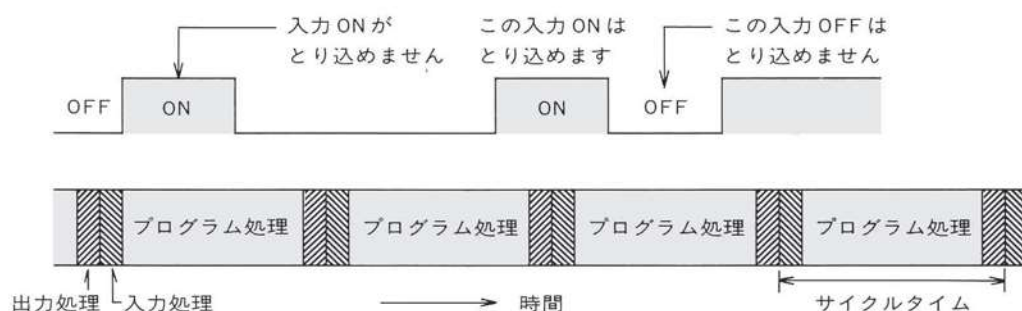 入力ONが
とり込めません
この入力ONは
とり込めます
この入力OFFは
とり込めません
OFF
ON
ON
OFF
プログラム処理
プログラム処理
プログラム処理
プログラム処理
出力処理
入力処理
時間
サイクルタイム